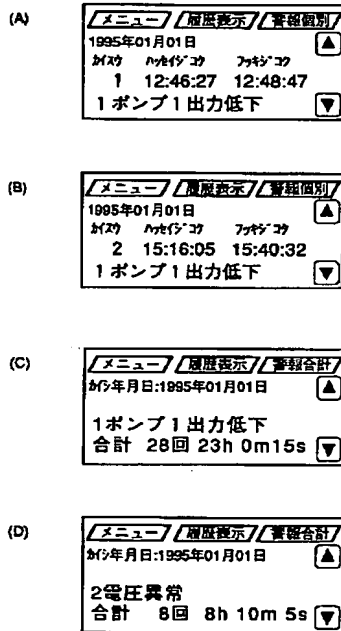 (A)
メニュー 履歴表示 警報個別
1995年01月01日 ▲
カイスウ ハッセイジコク フッキジコク
1 12:46:27 12:48:47
1ポンプ1出力低下 ▼
(B)
メニュー 履歴表示 警報個別
1995年01月01日 ▲
カイスウ ハッセイジコク フッキジコク
2 15:16:05 15:40:32
1ポンプ1出力低下 ▼
(C)
メニュー 履歴表示 警報合計
カイシ年月日:1995年01月01日 ▲
1ポンプ1出力低下
合計 28回 23h 0m15s ▼
(D)
メニュー 履歴表示 警報合計
カイシ年月日:1995年01月01日 ▲
2電圧異常
合計 8回 8h 10m 5s ▼